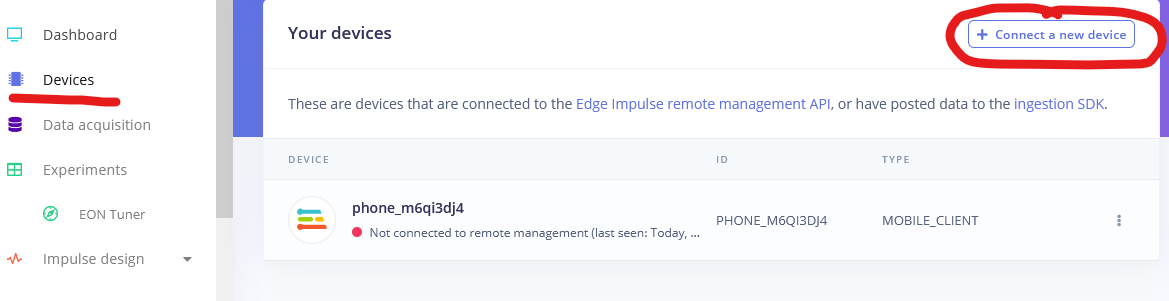 Dashboard
Devices
Data acquisition
Experiments
EON Tuner
Impulse design
Your devices
+ Connect a new device
These are devices that are connected to the Edge Impulse remote management API, or have posted data to the ingestion SDK.
DEVICE ID TYPE
phone_m6qi3dj4
Not connected to remote management (last seen: Today, ...
PHONE_M6QI3DJ4 MOBILE_CLIENT